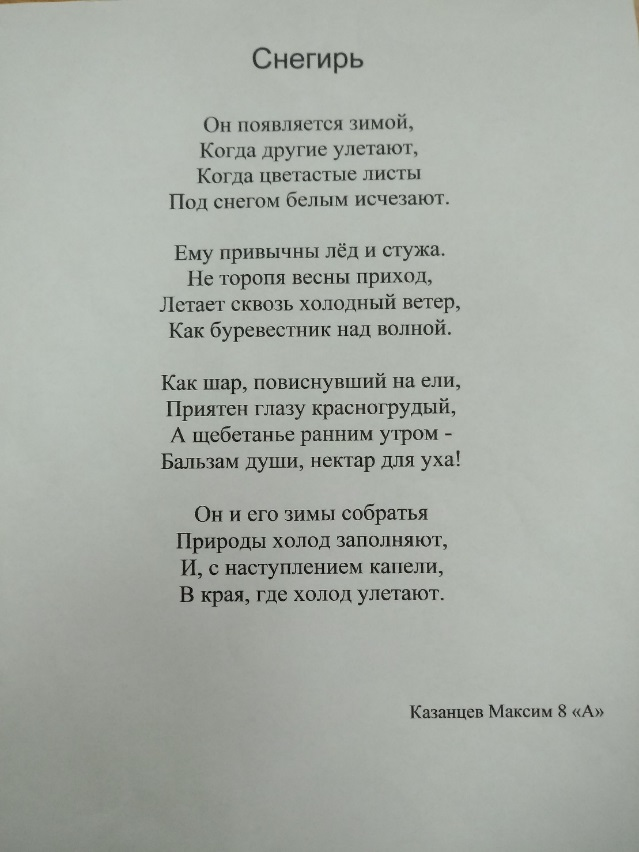 Снегирь
Он появляется зимой,
Когда другие улетают,
Когда цветастые листы
Под снегом белым исчезают.
Ему привычны лёд и стужа.
Не торопя весны приход,
Летает сквозь холодный ветер,
Как буревестник над волной.
Как шар, повиснувший на ели,
Приятен глазу красногрудый,
А щебетанье ранним утром -
Бальзам души, нектар для уха!
Он и его зимы собратья
Природы холод заполняют,
И, с наступлением капели,
В края, где холод улетают.
Казанцев Максим 8 «А»